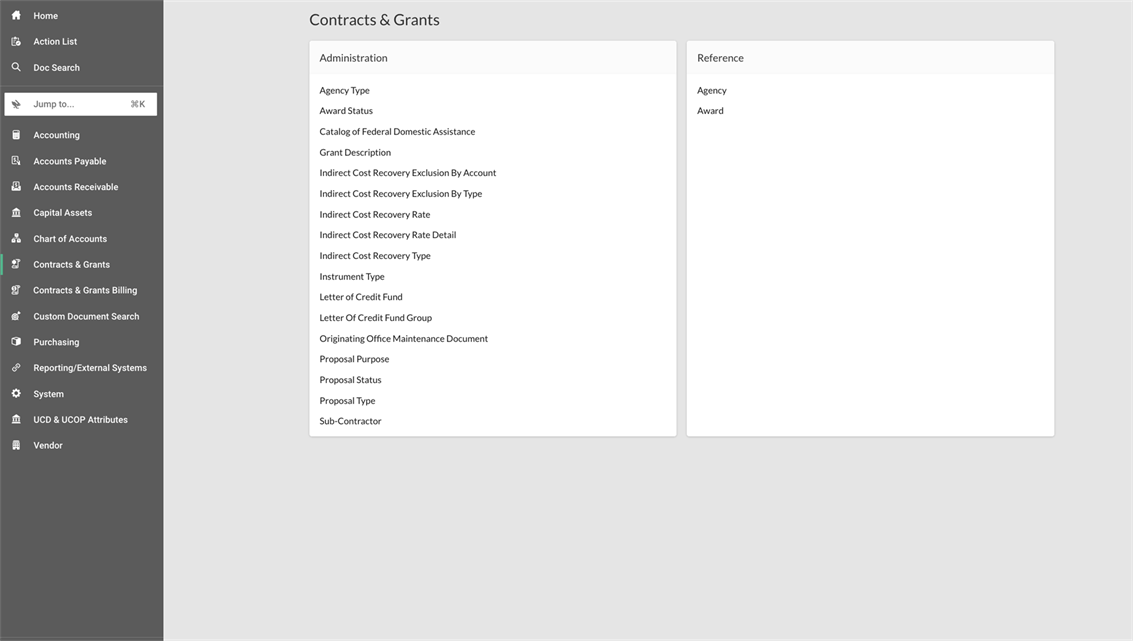 Home
Action List
Doc Search
Jump to... ⌘K
Accounting
Accounts Payable
Accounts Receivable
Capital Assets
Chart of Accounts
Contracts & Grants
Contracts & Grants Billing
Custom Document Search
Purchasing
Reporting/External Systems
System
UCD & UCOP Attributes
Vendor
Contracts & Grants
Administration
Agency Type
Award Status
Catalog of Federal Domestic Assistance
Grant Description
Indirect Cost Recovery Exclusion By Account
Indirect Cost Recovery Exclusion By Type
Indirect Cost Recovery Rate
Indirect Cost Recovery Rate Detail
Indirect Cost Recovery Type
Instrument Type
Letter of Credit Fund
Letter Of Credit Fund Group
Originating Office Maintenance Document
Proposal Purpose
Proposal Status
Proposal Type
Sub-Contractor
Reference
Agency
Award